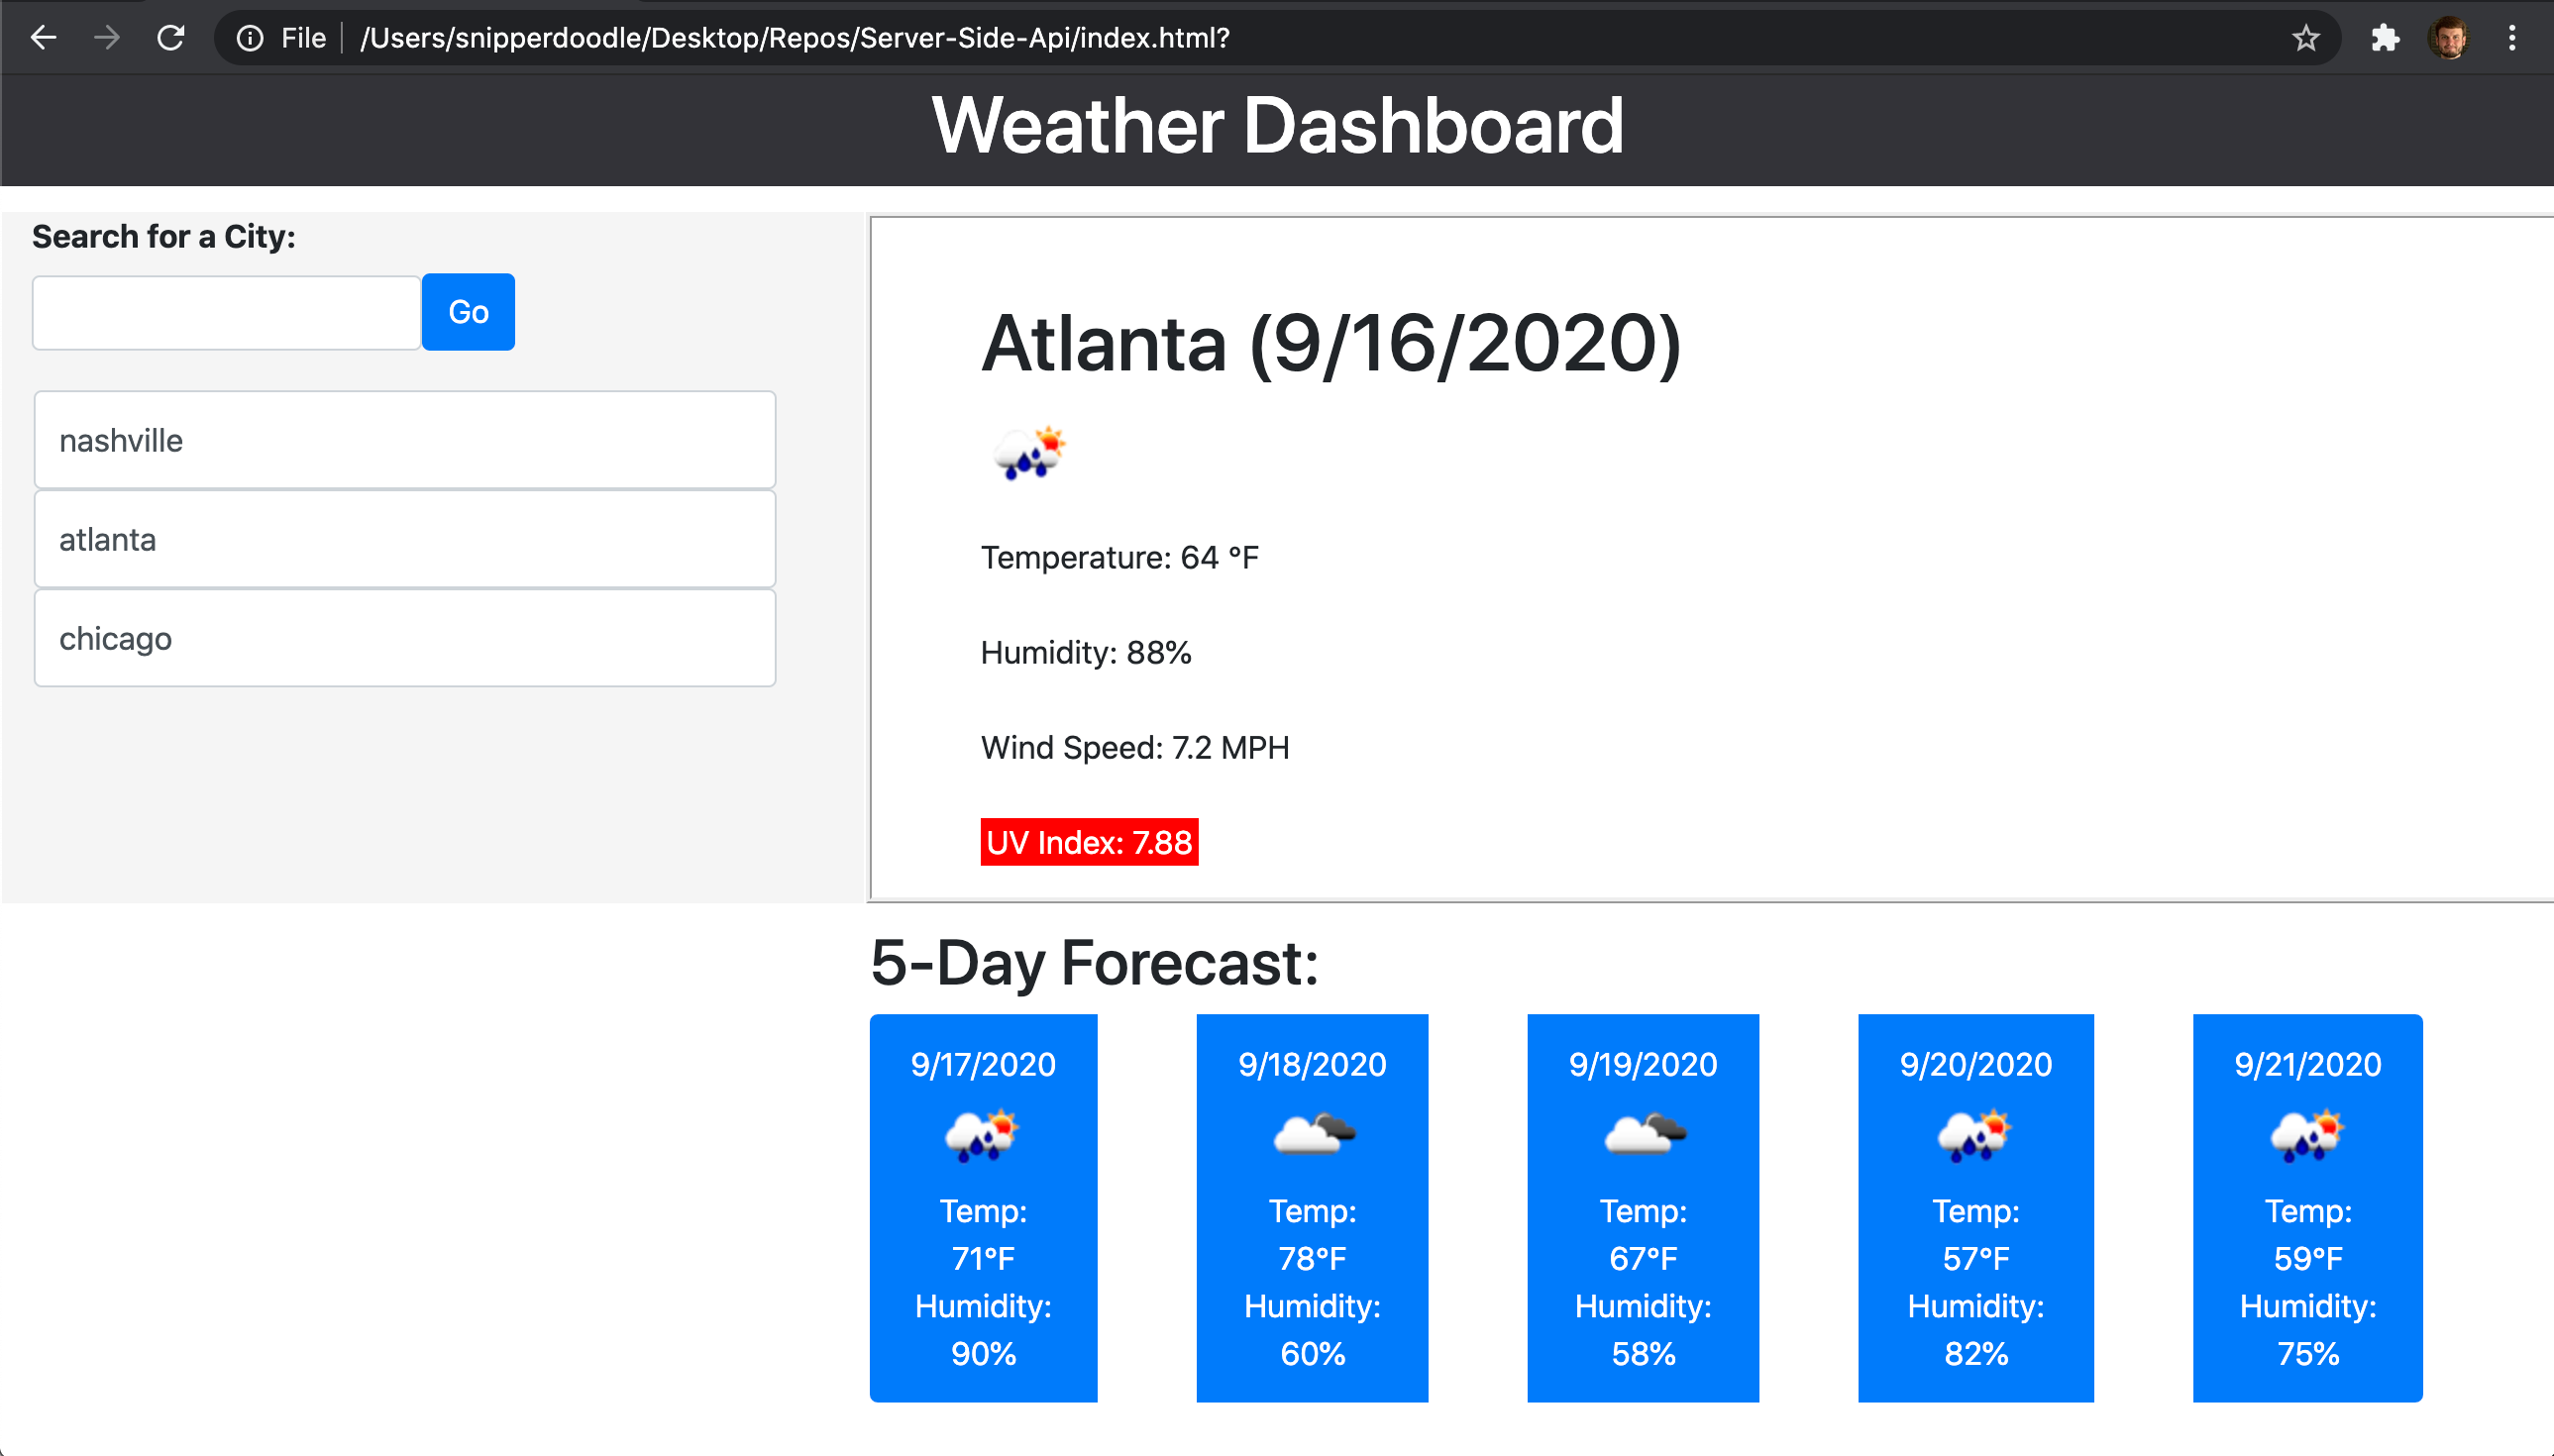 File /Users/snipperdoodle/Desktop/Repos/Server-Side-Api/index.html?
Weather Dashboard
Search for a City:
Go
nashville
atlanta
chicago
Atlanta (9/16/2020)
Temperature: 64 °F
Humidity: 88%
Wind Speed: 7.2 MPH
UV Index: 7.88
5-Day Forecast:
9/17/2020
Temp:
71°F
Humidity:
90%
9/18/2020
Temp:
78°F
Humidity:
60%
9/19/2020
Temp:
67°F
Humidity:
58%
9/20/2020
Temp:
57°F
Humidity:
82%
9/21/2020
Temp:
59°F
Humidity:
75%